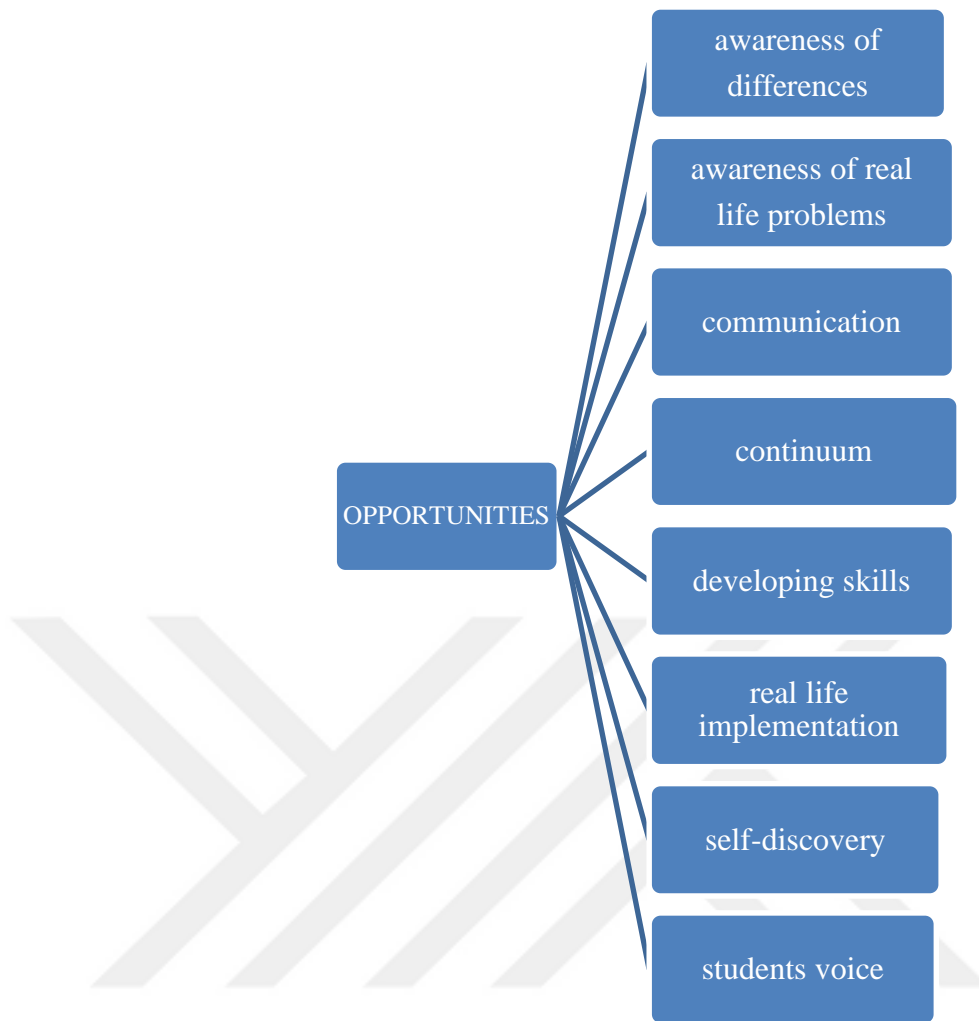 awareness of
differences
awareness of real
life problems
communication
continuum
OPPORTUNITIES
developing skills
real life
implementation
self-discovery
students voice